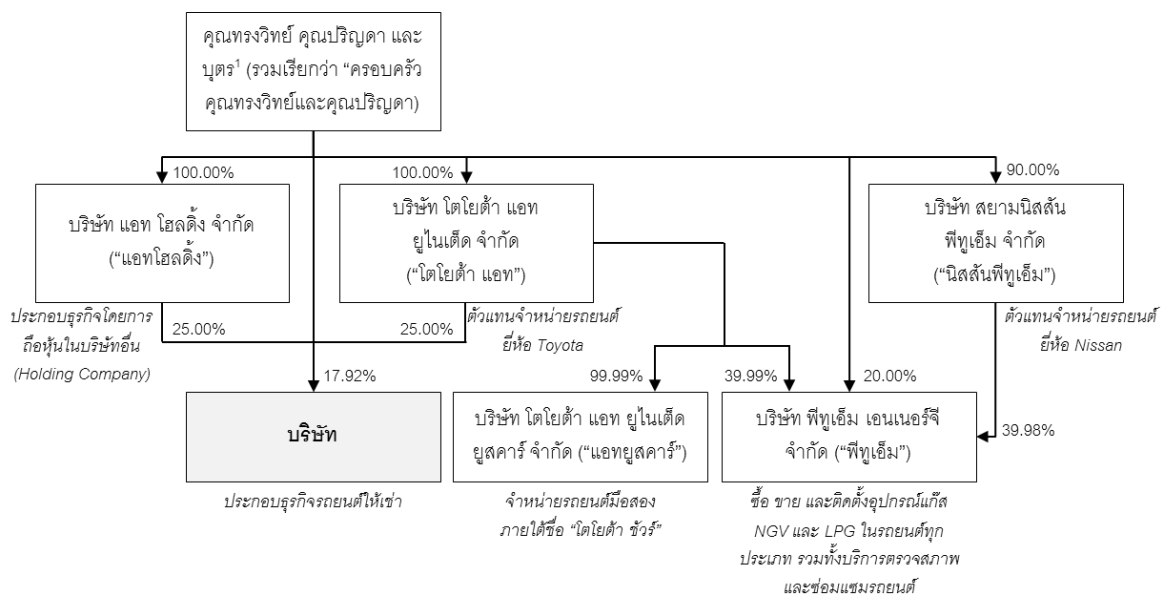 คุณทรงวิทย์ คุณปริญดา และ
บุตร¹ (รวมเรียกว่า “ครอบครัว
คุณทรงวิทย์และคุณปริญดา)
100.00%
100.00%
90.00%
บริษัท แอท โฮลดิ้ง จำกัด
(“แอทโฮลดิ้ง”)
บริษัท โตโยต้า แอท
ยูไนเต็ด จำกัด
(“โตโยต้า แอท”)
บริษัท สยามนิสสัน
พีทูเอ็ม จำกัด
(“นิสสันพีทูเอ็ม”)
ประกอบธุรกิจโดยการ
ถือหุ้นในบริษัทอื่น
(Holding Company)
25.00%
25.00%
ตัวแทนจำหน่ายรถยนต์
ยี่ห้อ Toyota
ตัวแทนจำหน่ายรถยนต์
ยี่ห้อ Nissan
17.92%
99.99%
39.99%
20.00%
39.98%
บริษัท
บริษัท โตโยต้า แอท ยูไนเต็ด
ยูสคาร์ จำกัด (“แอทยูสคาร์”)
บริษัท พีทูเอ็ม เอนเนอร์จี
จำกัด (“พีทูเอ็ม”)
ประกอบธุรกิจรถยนต์ให้เช่า
จำหน่ายรถยนต์มือสอง
ภายใต้ชื่อ “โตโยต้า ชัวร์”
ซื้อ ขาย และติดตั้งอุปกรณ์แก๊ส
NGV และ LPG ในรถยนต์ทุก
ประเภท รวมทั้งบริการตรวจสภาพ
และซ่อมแซมรถยนต์